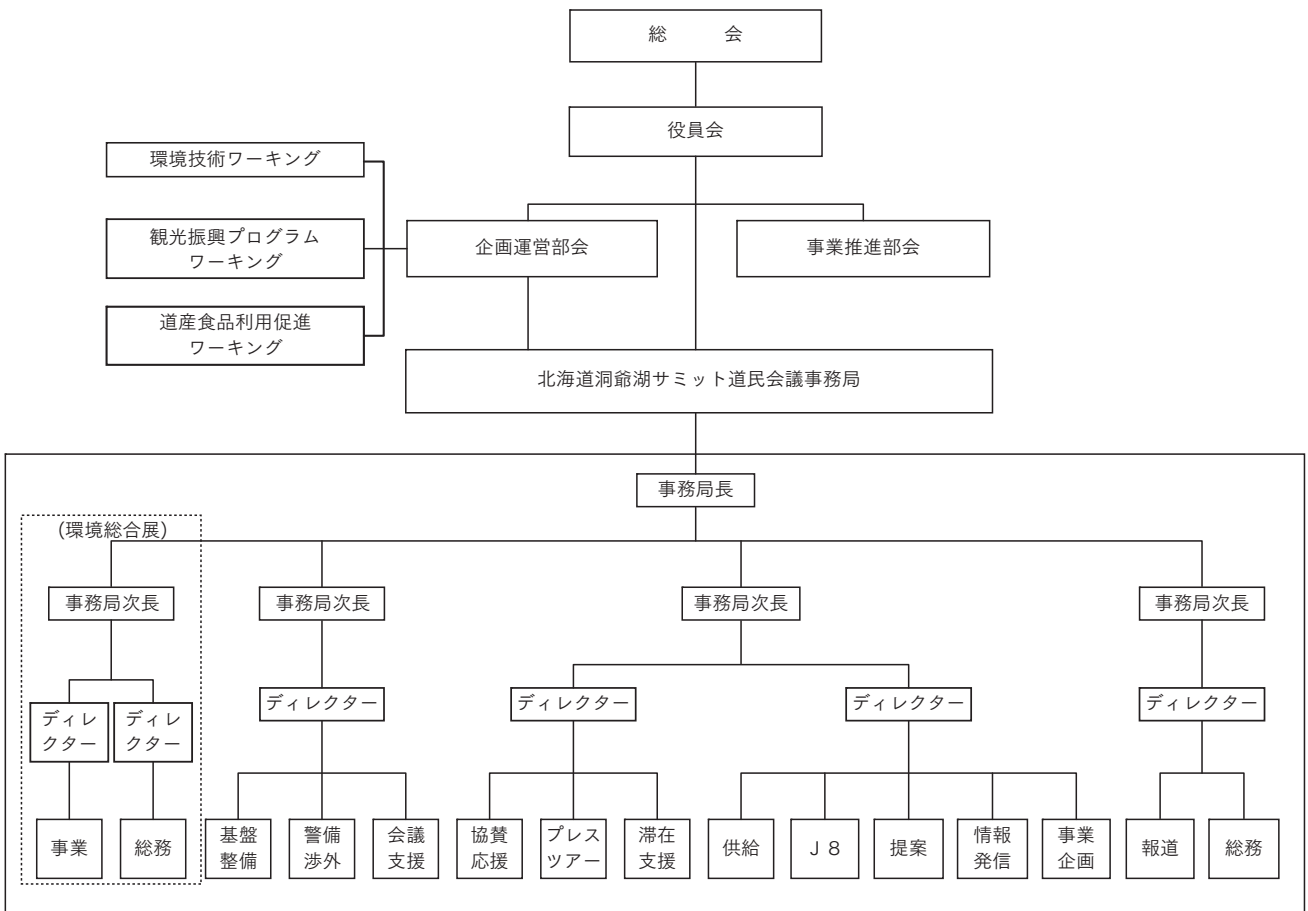 総　会
役員会
環境技術ワーキング
観光振興プログラム
ワーキング
道産食品利用促進
ワーキング
企画運営部会
事業推進部会
北海道洞爺湖サミット道民会議事務局
事務局長
(環境総合展)
事務局次長
事務局次長
事務局次長
事務局次長
ディレ
クター
ディレ
クター
ディレクター
ディレクター
ディレクター
ディレクター
事業
総務
基盤
整備
警備
渉外
会議
支援
協賛
応援
プレス
ツアー
滞在
支援
供給
Ｊ８
提案
情報
発信
事業
企画
報道
総務